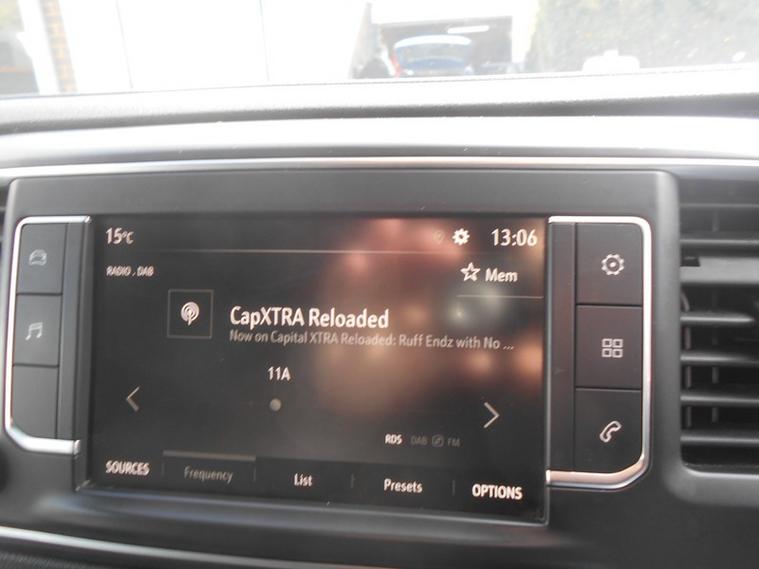 15°C 13:06
RADIO . DAB
Mem
CapXTRA Reloaded
Now on Capital XTRA Reloaded: Ruff Endz with No ...
11A
RDS DAB FM
SOURCES Frequency List Presets OPTIONS